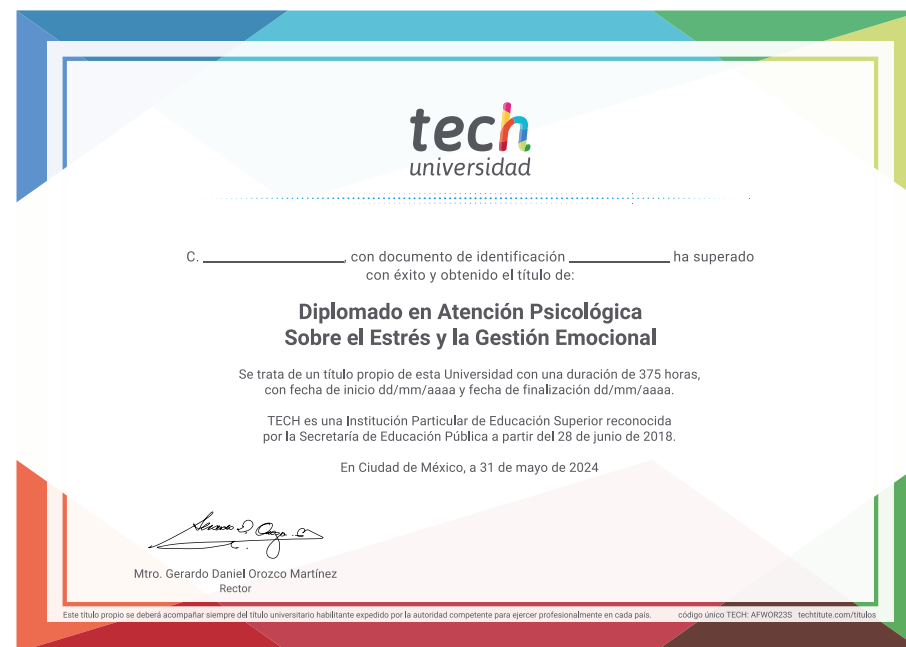 tech
universidad
C. ____________, con documento de identificación ____________ ha superado
con éxito y obtenido el título de:
Diplomado en Atención Psicológica
Sobre el Estrés y la Gestión Emocional
Se trata de un título propio de esta Universidad con una duración de 375 horas,
con fecha de inicio dd/mm/aaaa y fecha de finalización dd/mm/aaaa.
TECH es una Institución Particular de Educación Superior reconocida
por la Secretaría de Educación Pública a partir del 28 de junio de 2018.
En Ciudad de México, a 31 de mayo de 2024
Mtro. Gerardo Daniel Orozco Martínez
Rector
Este título propio se deberá acompañar siempre del título universitario habilitante expedido por la autoridad competente para ejercer profesionalmente en cada país. código único TECH: AFWOR23S techtitute.com/titulos